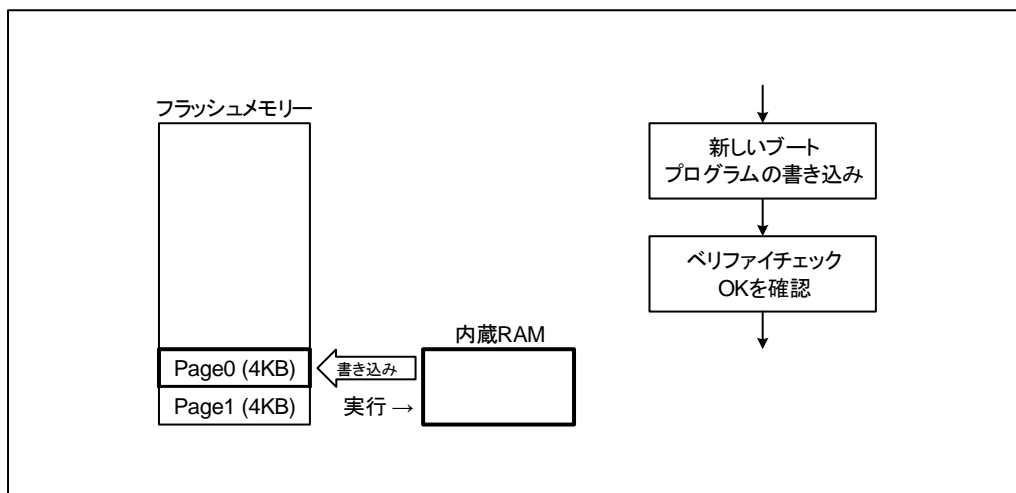 フラッシュメモリー
Page0 (4KB)
Page1 (4KB)
書き込み
実行 →
内蔵RAM
新しいブート
プログラムの書き込み
ベリファイチェック
OKを確認